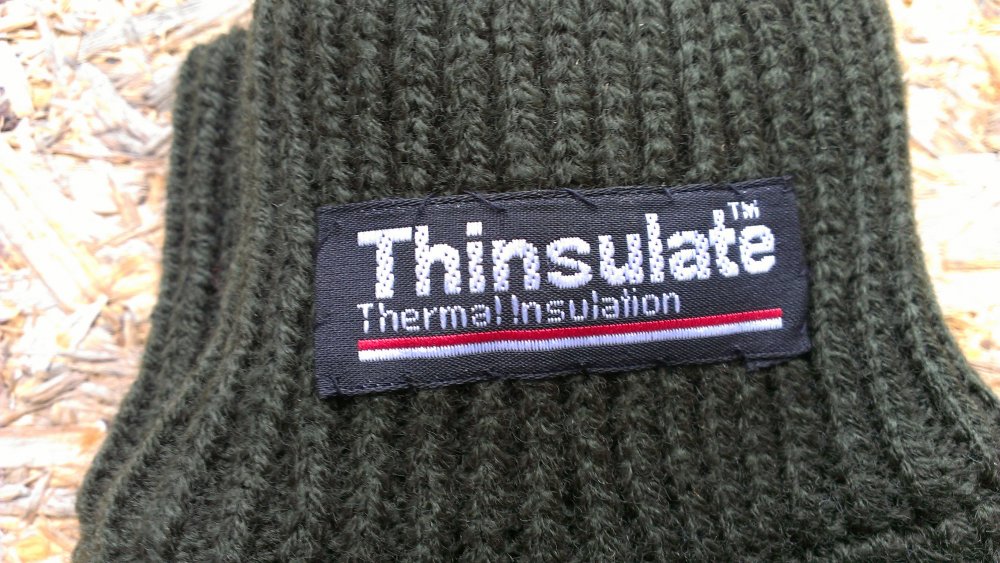 Thinsulate™
Thermal Insulation